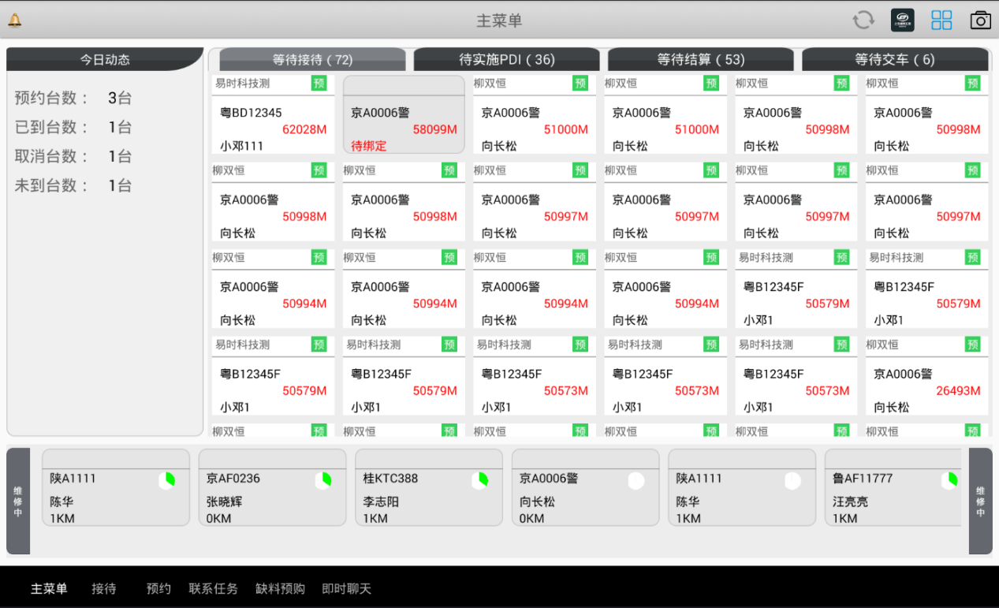 主菜单
今日动态
预约台数： 3台
已到台数： 1台
取消台数： 1台
未到台数： 1台
等待接待（72） 待实施PDI（36） 等待结算（53） 等待交车（6）
易时科技测 预 柳双恒 预 柳双恒 预 柳双恒 预 柳双恒 预
粤BD12345 京A0006警 京A0006警 京A0006警 京A0006警 京A0006警
62028M 58099M 51000M 51000M 50998M 50998M
小邓111 待绑定 向长松 向长松 向长松 向长松
柳双恒 预 柳双恒 预 柳双恒 预 柳双恒 预 柳双恒 预 柳双恒 预
京A0006警 京A0006警 京A0006警 京A0006警 京A0006警 京A0006警
50998M 50998M 50997M 50997M 50997M 50997M
向长松 向长松 向长松 向长松 向长松 向长松
柳双恒 预 柳双恒 预 柳双恒 预 柳双恒 预 易时科技测 预 易时科技测 预
京A0006警 京A0006警 京A0006警 京A0006警 粤B12345F 粤B12345F
50994M 50994M 50994M 50994M 50579M 50579M
向长松 向长松 向长松 向长松 小邓1 小邓1
易时科技测 预 易时科技测 预 易时科技测 预 易时科技测 预 易时科技测 预 柳双恒 预
粤B12345F 粤B12345F 粤B12345F 粤B12345F 粤B12345F 京A0006警
50579M 50579M 50573M 50573M 50573M 26493M
小邓1 小邓1 小邓1 小邓1 小邓1 向长松
柳双恒 预 柳双恒 预 柳双恒 预 柳双恒 预 柳双恒 预 柳双恒 预
维修中
陕A1111 京AF0236 桂KTC388 京A0006警 陕A1111 鲁AF11777
陈华 张晓辉 李志阳 向长松 陈华 汪亮亮
1KM 0KM 1KM 0KM 1KM 1KM
维修中
主菜单 接待 预约 联系任务 缺料预购 即时聊天